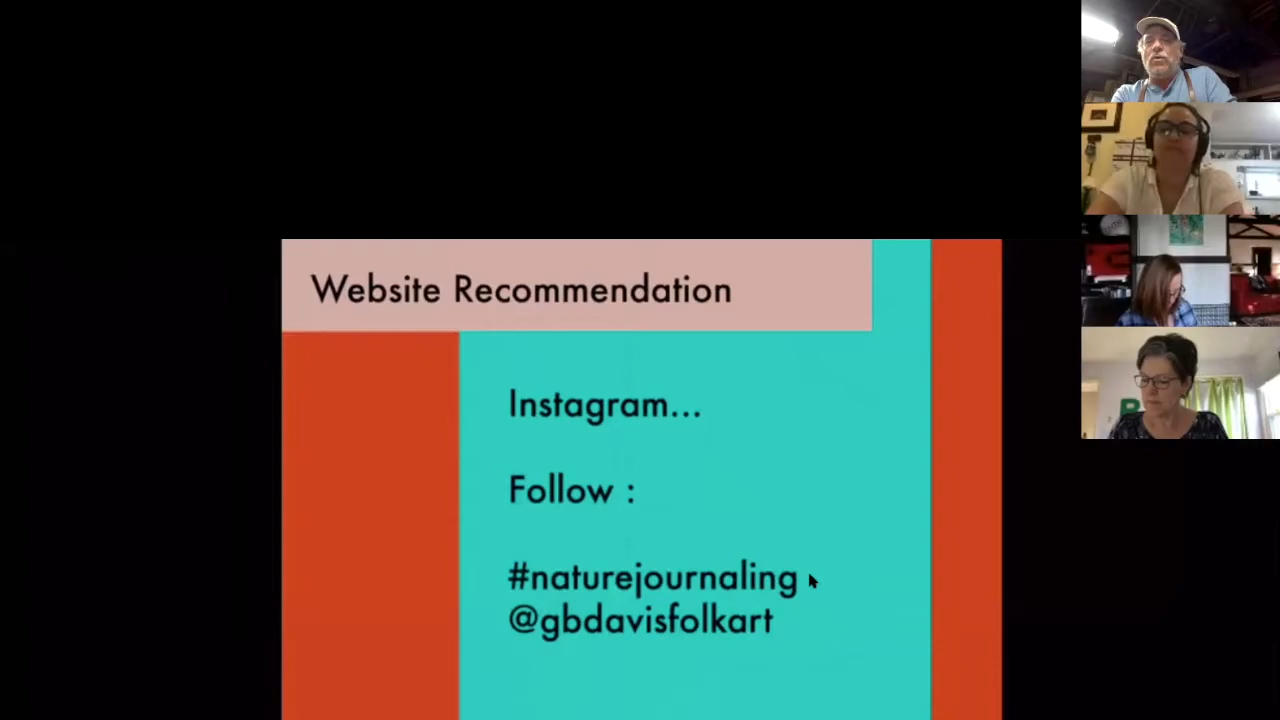 Website Recommendation
Instagram...
Follow :
#naturejournaling
@gbdavisfolkart